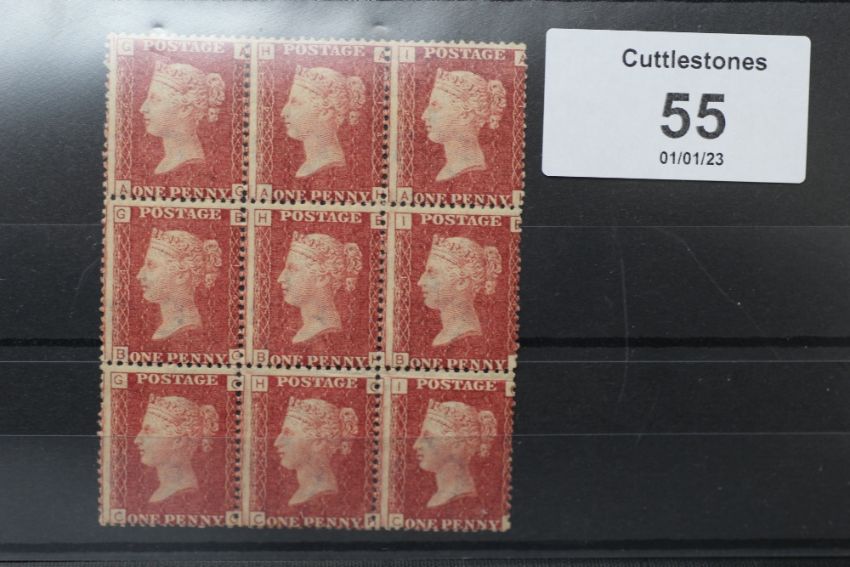 Cuttlestones
55
01/01/23
G POSTAGE A H POSTAGE A I POSTAGE A
A ONE PENNY G A ONE PENNY H A ONE PENNY
G POSTAGE B H POSTAGE B I POSTAGE B
B ONE PENNY G B ONE PENNY H B ONE PENNY
G POSTAGE C H POSTAGE C I POSTAGE
C ONE PENNY C ONE PENNY C ONE PENNY